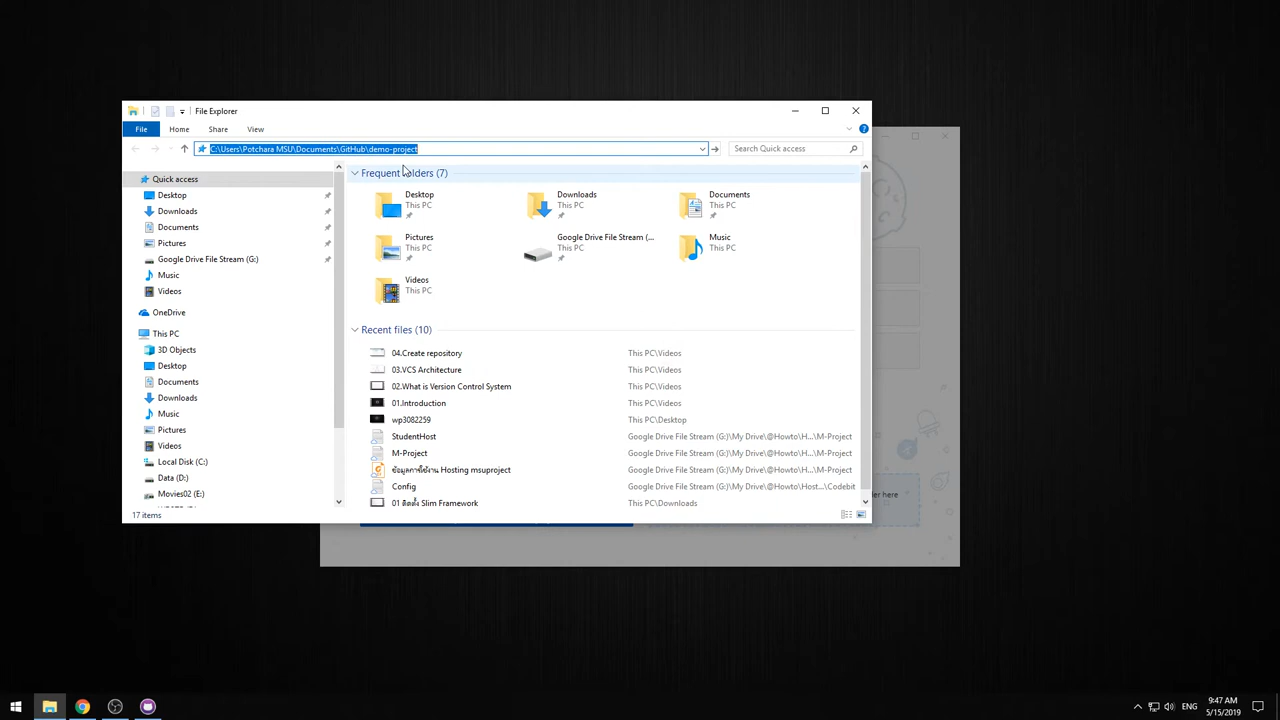 File Explorer
File Home Share View
C:\Users\Potchara MSU\Documents\GitHub\demo-project
Search Quick access
Quick access
Desktop
Downloads
Documents
Pictures
Google Drive File Stream (G:)
Music
Videos
OneDrive
This PC
3D Objects
Desktop
Documents
Downloads
Music
Pictures
Videos
Local Disk (C:)
Data (D:)
Movies02 (E:)
Frequent folders (7)
Desktop
This PC
Downloads
This PC
Documents
This PC
Pictures
This PC
Google Drive File Stream (...
This PC
Music
This PC
Videos
This PC
Recent files (10)
04.Create repository This PC\Videos
03.VCS Architecture This PC\Videos
02.What is Version Control System This PC\Videos
01.Introduction This PC\Videos
wp3082259 This PC\Desktop
StudentHost Google Drive File Stream (G:)\My Drive\@Howto\H...\M-Project
M-Project Google Drive File Stream (G:)\My Drive\@Howto\H...\M-Project
ข้อมูลการใช้งาน Hosting msuproject Google Drive File Stream (G:)\My Drive\@Howto\H...\M-Project
Config Google Drive File Stream (G:)\My Drive\@Howto\Host...\Codebit
01 ติดตั้ง Slim Framework This PC\Downloads
17 items
here
ENG
9:47 AM
5/15/2019